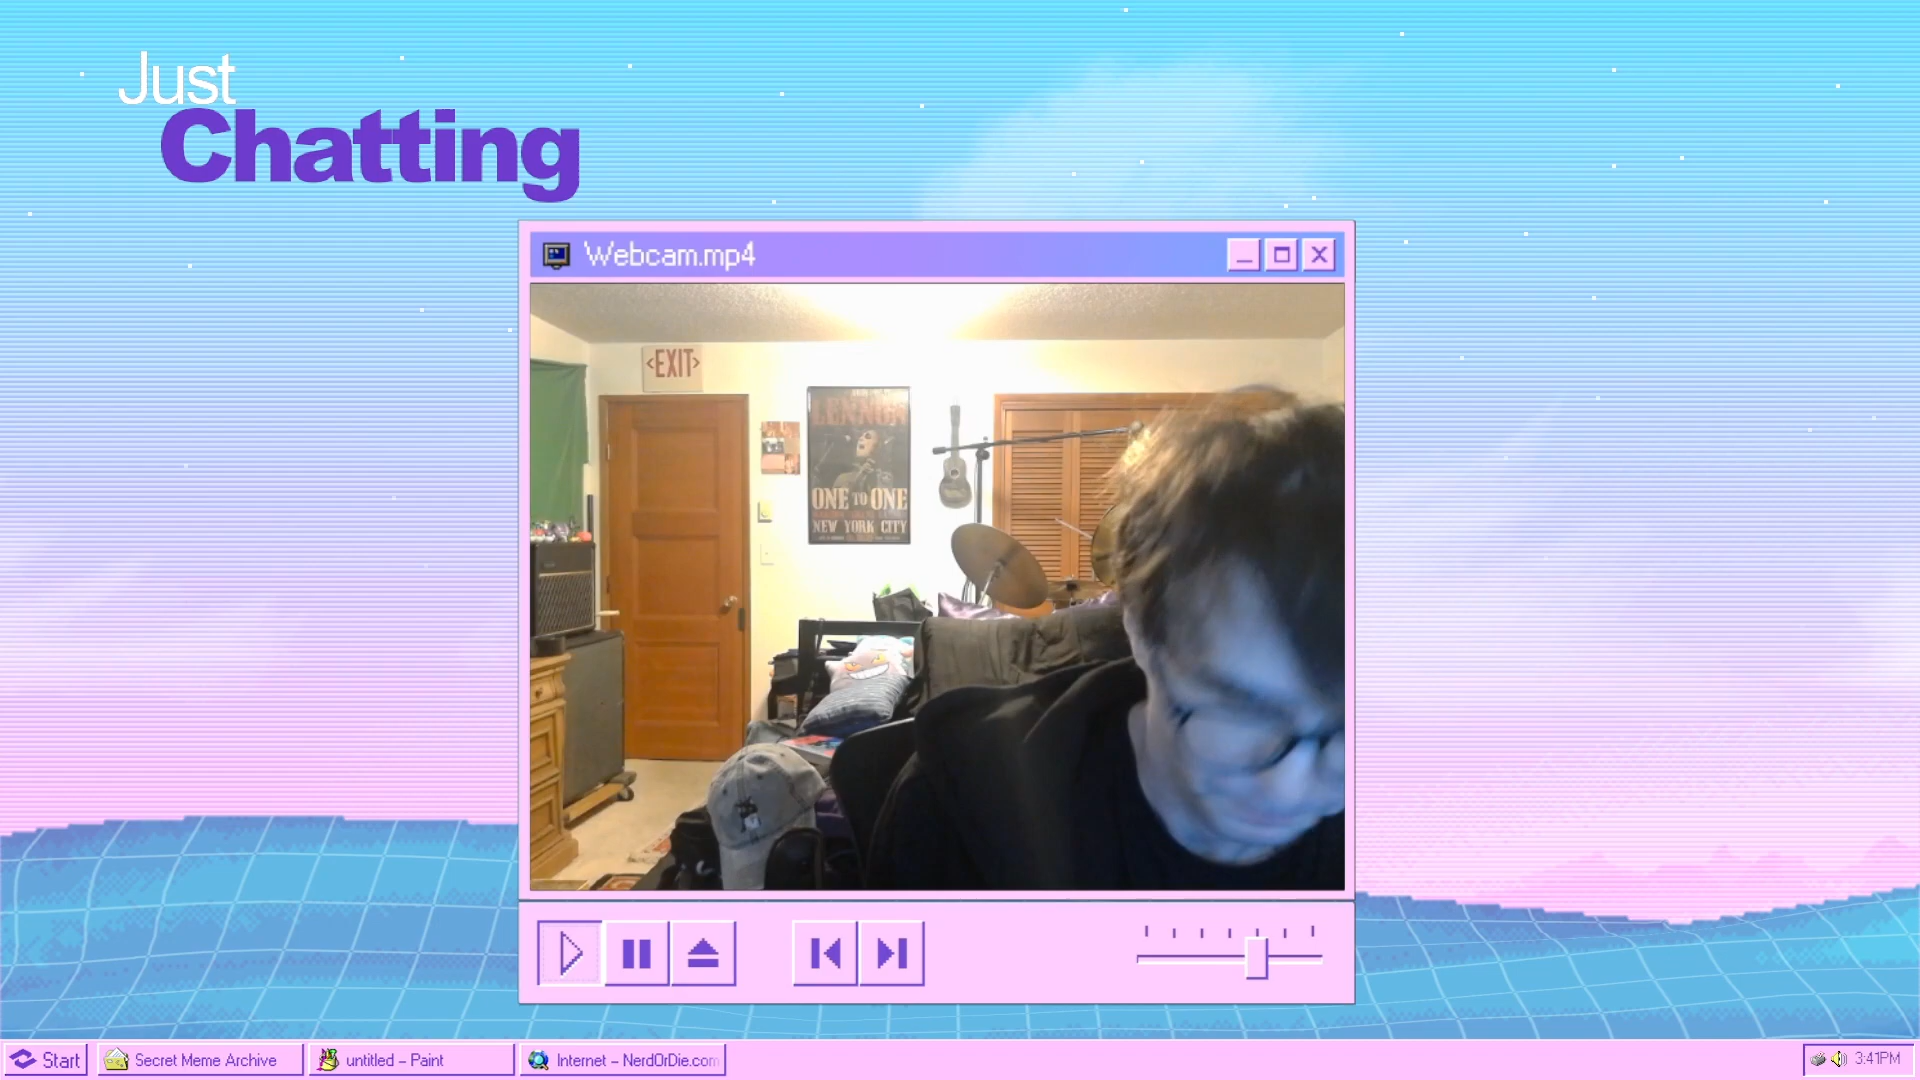 Just
Chatting
Webcam.mp4
<EXIT>
LENNON
ONE TO ONE
NEW YORK CITY
Start
Secret Meme Archive
untitled – Paint
Internet – NerdOrDie.com
3:41PM